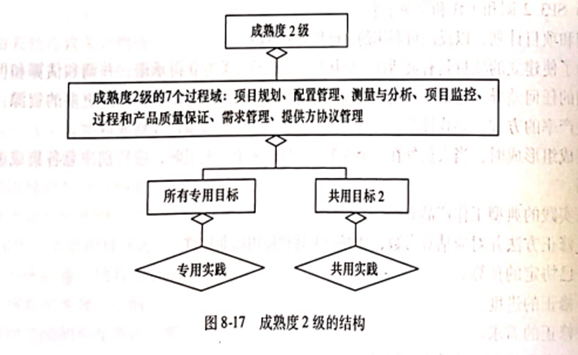 成熟度2级
成熟度2级的7个过程域：项目规划、配置管理、测量与分析、项目监控、
过程和产品质量保证、需求管理、提供方协议管理
所有专用目标
共用目标2
专用实践
共用实践
图8-17 成熟度2级的结构